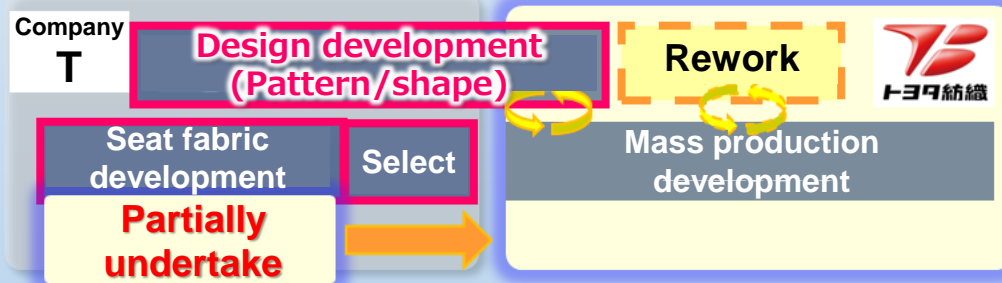 Company
T
Design development
(Pattern/shape)
Rework
トヨタ紡織
Seat fabric
development
Select
Mass production
development
Partially
undertake